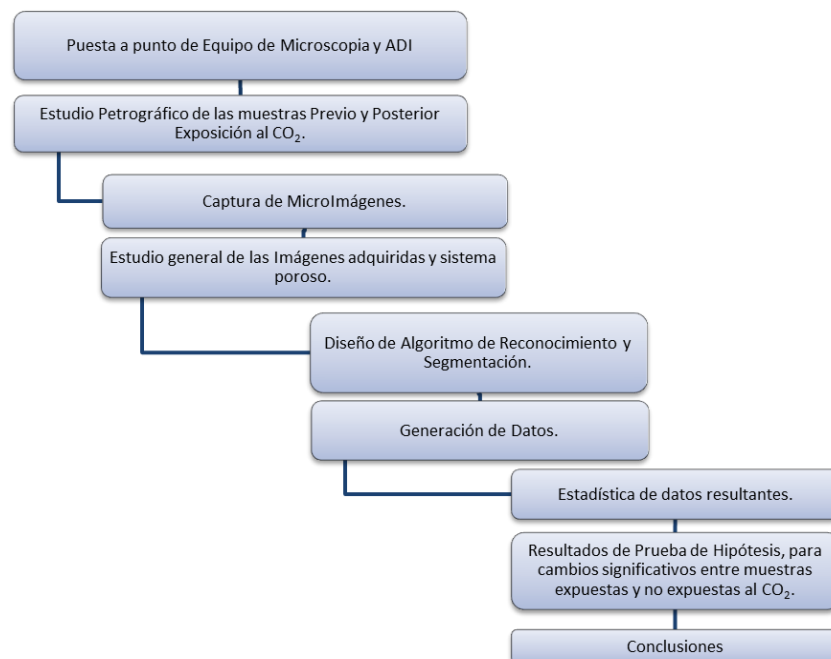 Puesta a punto de Equipo de Microscopia y ADI
Estudio Petrográfico de las muestras Previo y Posterior
Exposición al CO₂.
Captura de MicroImágenes.
Estudio general de las Imágenes adquiridas y sistema
poroso.
Diseño de Algoritmo de Reconocimiento y
Segmentación.
Generación de Datos.
Estadística de datos resultantes.
Resultados de Prueba de Hipótesis, para
cambios significativos entre muestras
expuestas y no expuestas al CO₂.
Conclusiones